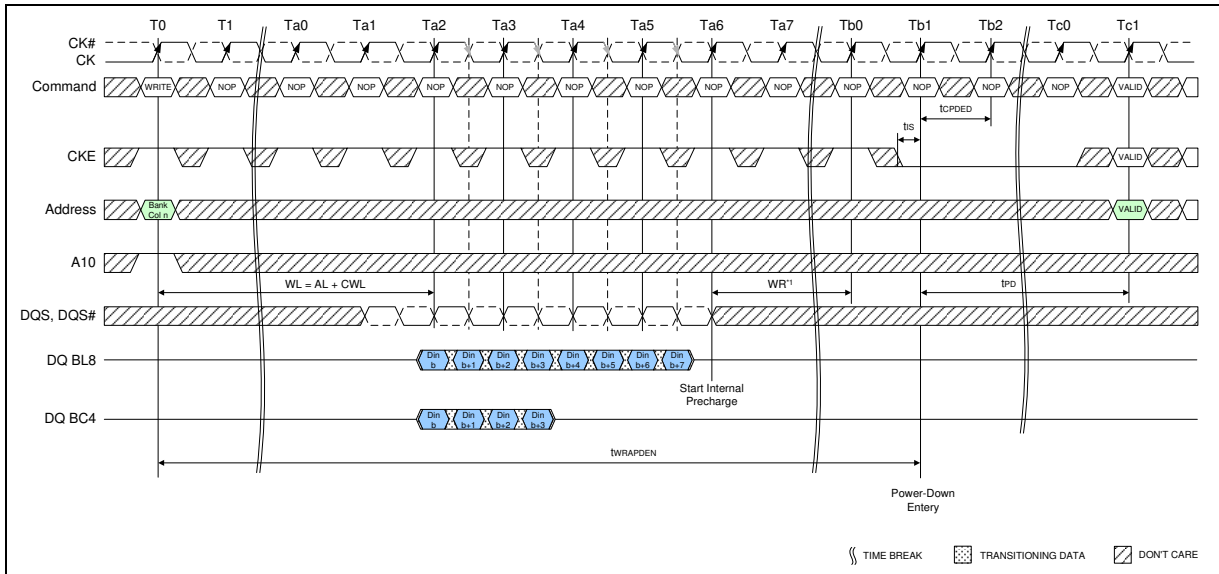 T0 T1 Ta0 Ta1 Ta2 Ta3 Ta4 Ta5 Ta6 Ta7 Tb0 Tb1 Tb2 Tc0 Tc1
CK#
CK
Command WRITE NOP NOP NOP NOP NOP NOP NOP NOP NOP NOP NOP NOP NOP VALID
tCPDED
tIS
CKE VALID
Address Bank Col n VALID
A10
WL = AL + CWL WR*1 tPD
DQS, DQS#
DQ BL8 Din b Din b+1 Din b+2 Din b+3 Din b+4 Din b+5 Din b+6 Din b+7
Start Internal
Precharge
DQ BC4 Din b Din b+1 Din b+2 Din b+3
tWRAPDEN
Power-Down
Entery
TIME BREAK TRANSITIONING DATA DON'T CARE